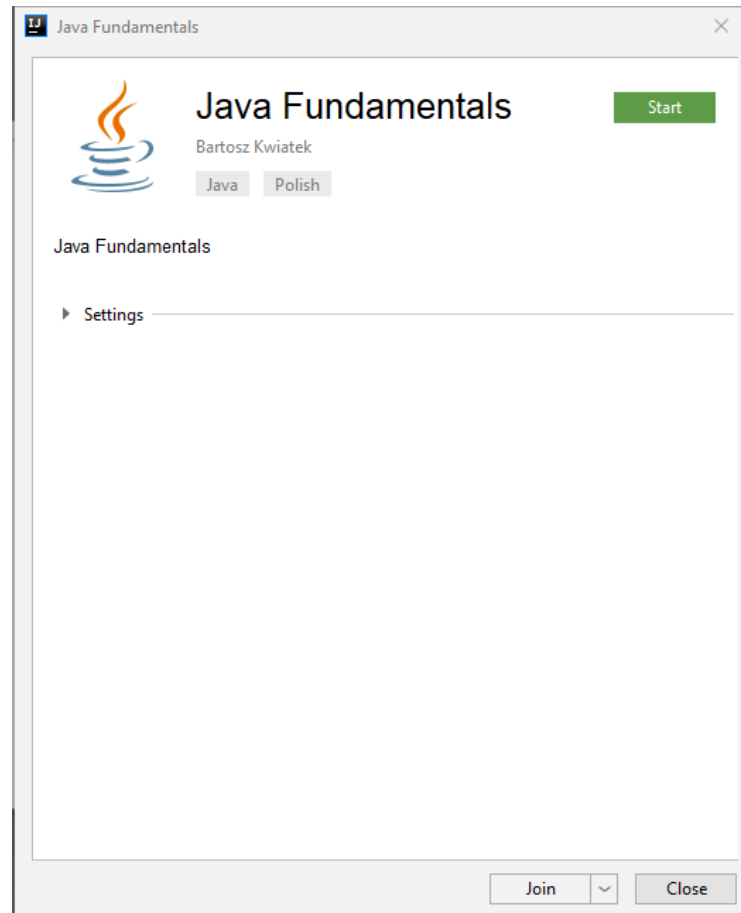 IJ
Java Fundamentals
Java Fundamentals
Start
Bartosz Kwiatek
Java Polish
Java Fundamentals
Settings
Join
Close